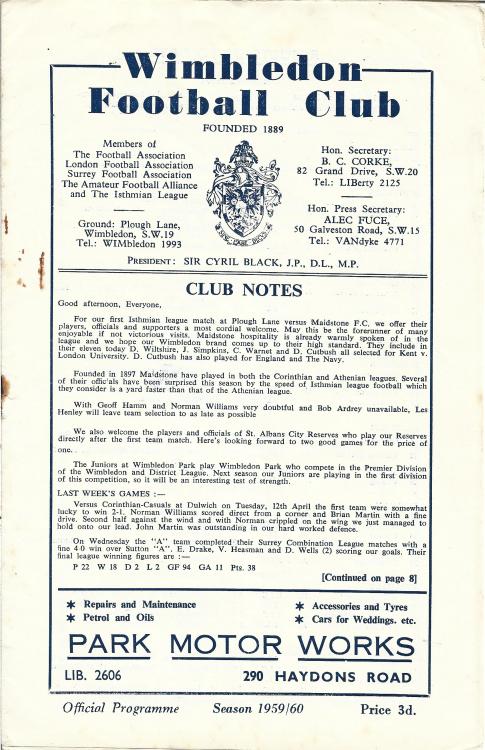 Wimbledon
Football Club
FOUNDED 1889
Members of
The Football Association
London Football Association
Surrey Football Association
The Amateur Football Alliance
and The Isthmian League
Ground: Plough Lane,
Wimbledon, S.W.19
Tel.: WIMbledon 1993
Hon. Secretary:
B. C. CORKE,
82 Grand Drive, S.W.20
Tel.: LIBerty 2125
Hon. Press Secretary:
ALEC FUCE,
50 Galveston Road, S.W.15
Tel.: VANdyke 4771
PRESIDENT: SIR CYRIL BLACK, J.P., D.L., M.P.
CLUB NOTES
Good afternoon, Everyone,
For our first Isthmian league match at Plough Lane versus Maidstone F.C, we offer their
players, officials and supporters a most cordial welcome. May this be the forerunner of many
enjoyable if not victorious visits. Maidstone hospitality is already warmly spoken of in the
league and we hope our Wimbledon brand comes up to their high standard. They include in
their eleven today D. Wiltshire, J. Simpkins, C. Warnet and D. Cutbush all selected for Kent v.
London University. D. Cutbush has also played for England and The Navy.
Founded in 1897 Maidstone have played in both the Corinthian and Athenian leagues. Several
of their officials have been surprised this season by the speed of Isthmian league football which
they consider is a yard faster than that of the Athenian league.
With Geoff Hamm and Norman Williams very doubtful and Bob Ardrey unavailable, Les
Henley will leave team selection to as late as possible
We also welcome the players and officials of St. Albans City Reserves who play our Reserves
directly after the first team match. Here's looking forward to two good games for the price of
one.
The Juniors at Wimbledon Park play Wimbledon Park who compete in the Premier Division
of the Wimbledon and District League. Next season our Juniors are playing in the first division
of this competition, so it will be an interesting test of strength.
LAST WEEK'S GAMES :—
Versus Corinthian-Casuals at Dulwich on Tuesday, 12th April the first team were somewhat
lucky to win 2-1. Norman Williams scored direct from a corner and Brian Martin with a fine
drive. Second half against the wind and with Norman crippled on the wing we just managed to
hold onto our lead. John Martin was outstanding in our hard worked defence.
On Wednesday the "A" team completed their Surrey Combination League matches with a
fine 4-0 win over Sutton "A". E. Drake, V. Heasman and D. Wells (2) scoring our goals. Their
final league winning figures are :—
P 22 W 18 D 2 L 2 GF 94 GA 11 Pts. 38
[Continued on page 8]
* Repairs and Maintenance
* Petrol and Oils
* Accessories and Tyres
* Cars for Weddings. etc.
PARK MOTOR WORKS
LIB. 2606 290 HAYDONS ROAD
Official Programme Season 1959/60 Price 3d.